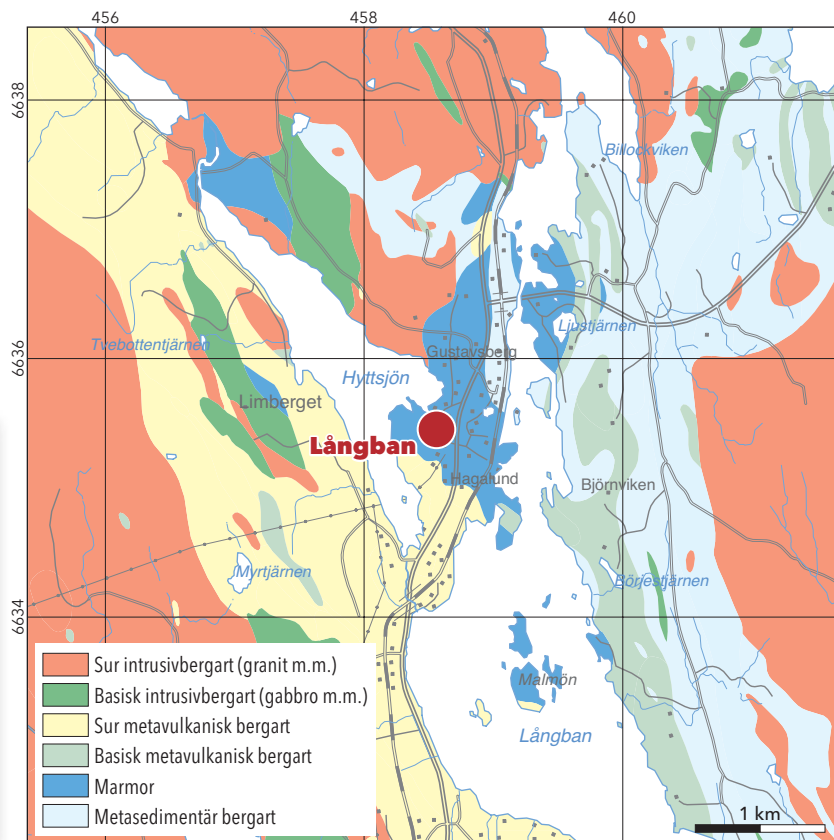 456
458
460
6638
Billockviken
Tvebottentjärnen
Ljustjärnen
6636
Gustavsberg
Hyttsjön
Limberget
Långban
Hagalund
Björnviken
Myrtjärnen
Börjestjärnen
6634
Malmön
Långban
Sur intrusivbergart (granit m.m.)
Basisk intrusivbergart (gabbro m.m.)
Sur metavulkanisk bergart
Basisk metavulkanisk bergart
Marmor
Metasedimentär bergart
1 km